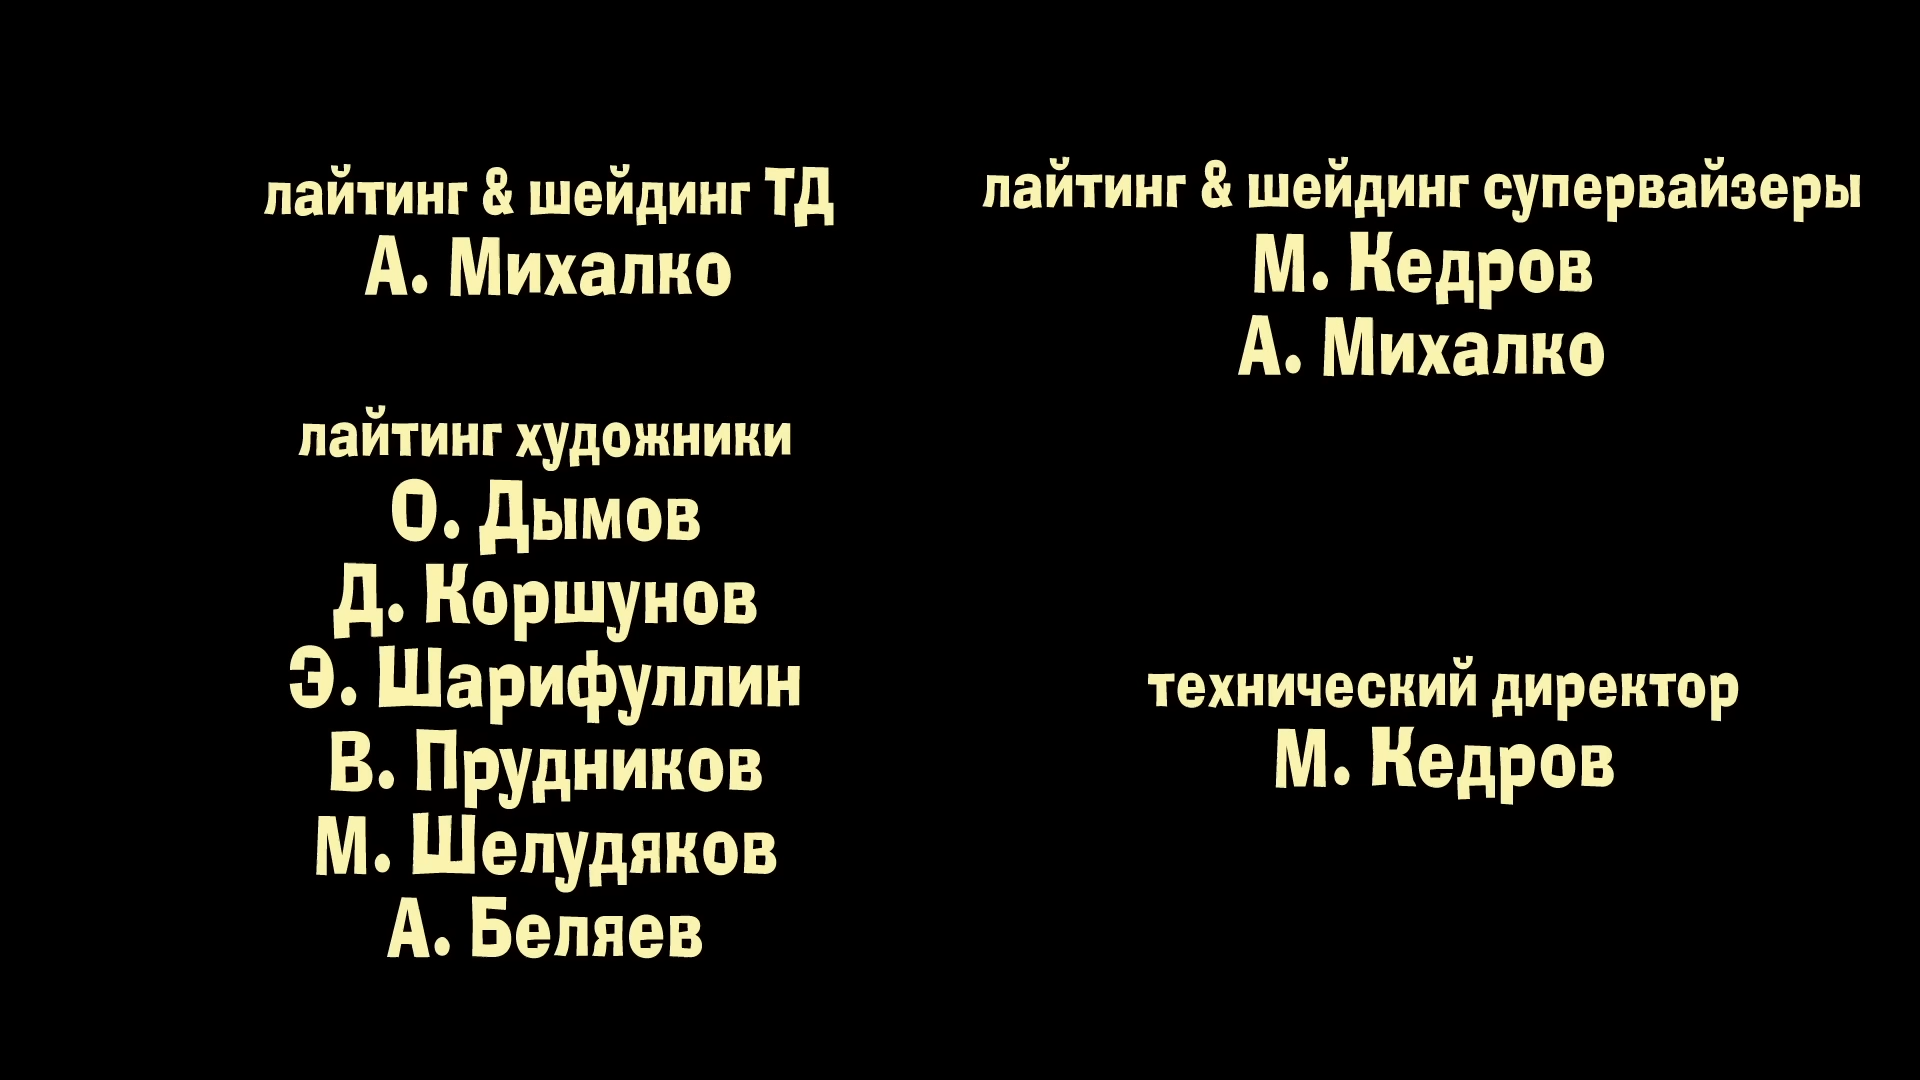 лайтинг & шейдинг ТД
А. Михалко
лайтинг художники
О. Дымов
Д. Коршунов
Э. Шарифуллин
В. Прудников
М. Шелудяков
А. Беляев
лайтинг & шейдинг супервайзеры
М. Кедров
А. Михалко
технический директор
М. Кедров